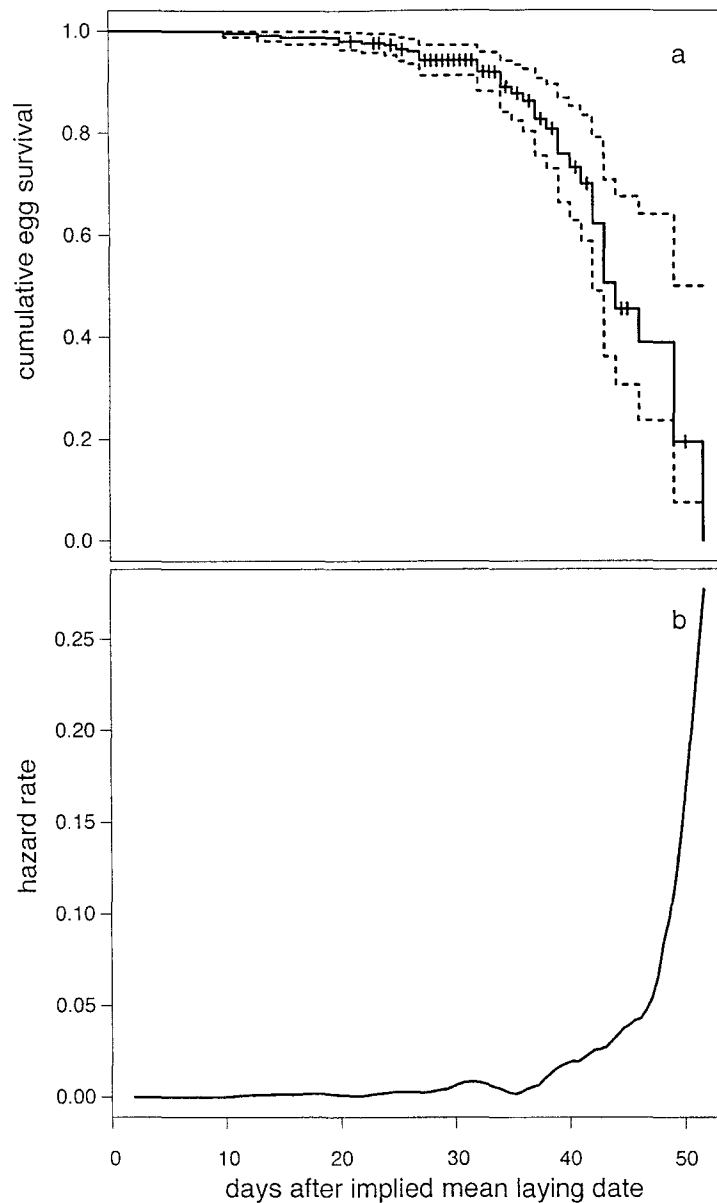 a
1.0
0.8
0.6
0.4
0.2
0.0
cumulative egg survival
b
0.25
0.20
0.15
0.10
0.05
0.00
hazard rate
0 10 20 30 40 50
days after implied mean laying date